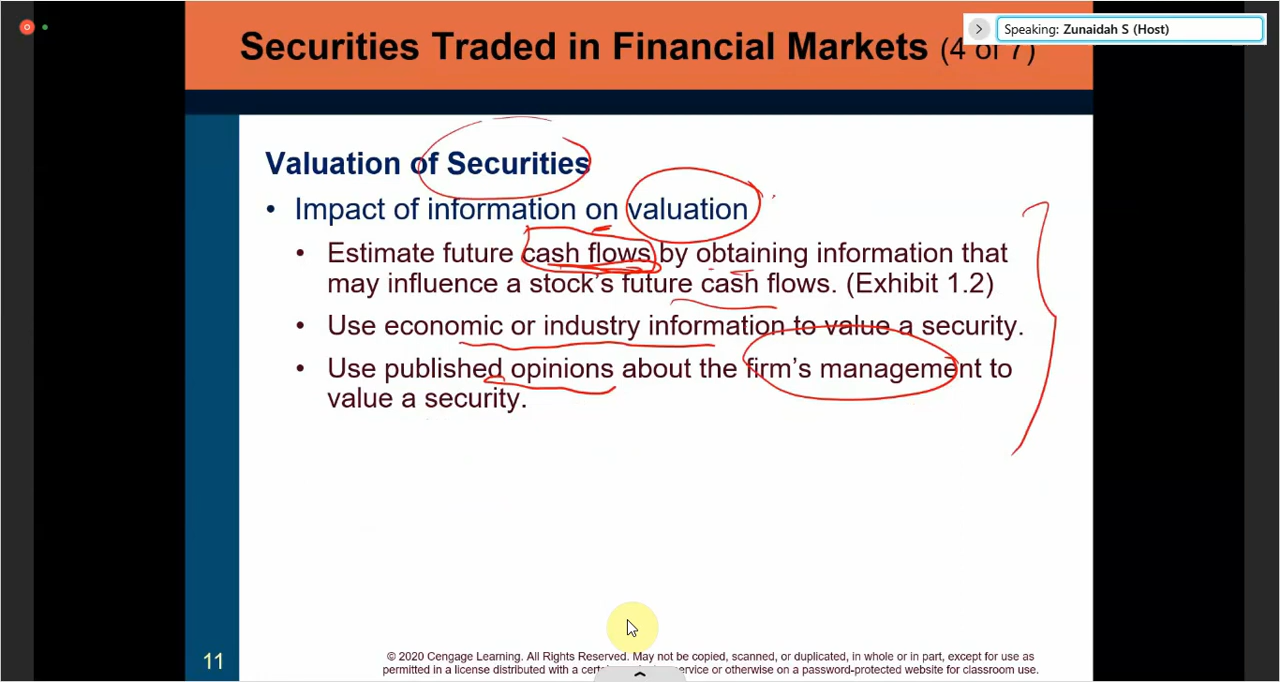 Speaking: Zunaidah S (Host)
Securities Traded in Financial Markets (4 of 7)
Valuation of Securities
• Impact of information on valuation
• Estimate future cash flows by obtaining information that
may influence a stock's future cash flows. (Exhibit 1.2)
• Use economic or industry information to value a security.
• Use published opinions about the firm's management to
value a security.
11
© 2020 Cengage Learning. All Rights Reserved. May not be copied, scanned, or duplicated, in whole or in part, except for use as
permitted in a license distributed with a service or otherwise on a password-protected website for classroom use.